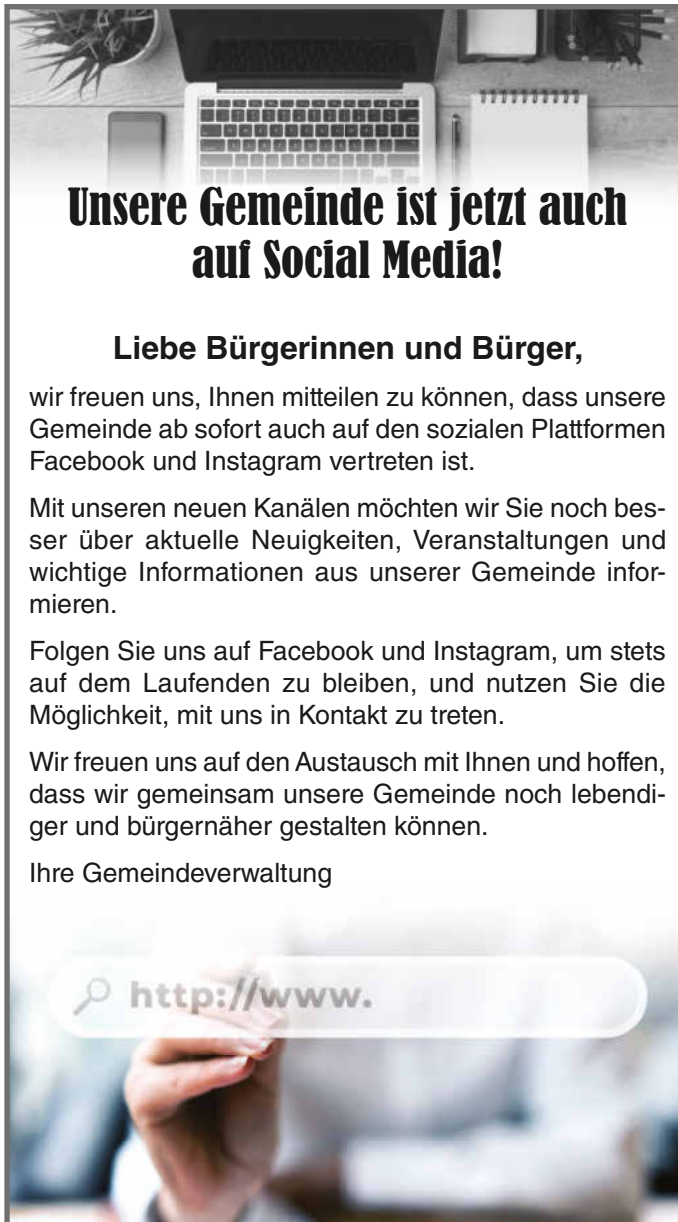 Unsere Gemeinde ist jetzt auch
auf Social Media!
Liebe Bürgerinnen und Bürger,
wir freuen uns, Ihnen mitteilen zu können, dass unsere
Gemeinde ab sofort auch auf den sozialen Plattformen
Facebook und Instagram vertreten ist.
Mit unseren neuen Kanälen möchten wir Sie noch bes-
ser über aktuelle Neuigkeiten, Veranstaltungen und
wichtige Informationen aus unserer Gemeinde infor-
mieren.
Folgen Sie uns auf Facebook und Instagram, um stets
auf dem Laufenden zu bleiben, und nutzen Sie die
Möglichkeit, mit uns in Kontakt zu treten.
Wir freuen uns auf den Austausch mit Ihnen und hoffen,
dass wir gemeinsam unsere Gemeinde noch lebendi-
ger und bürgernäher gestalten können.
Ihre Gemeindeverwaltung
http://www.